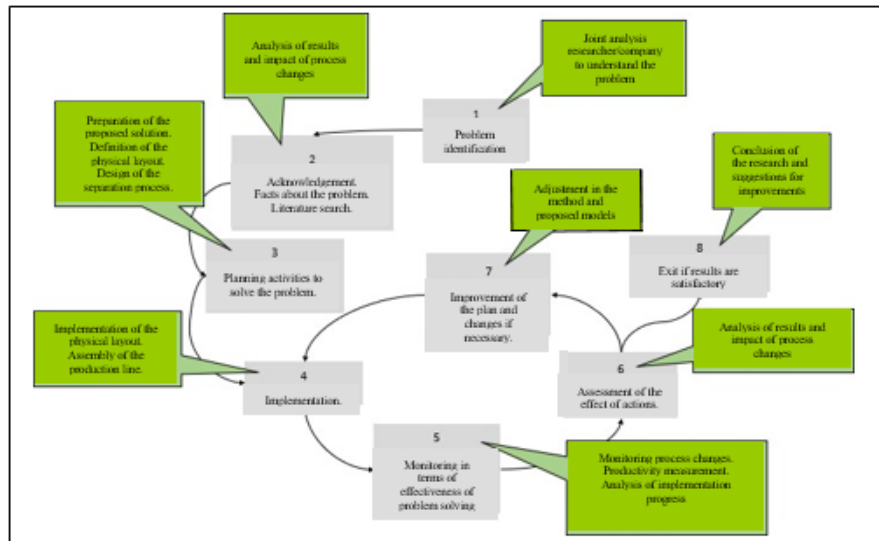 Analysis of results
and impact of process
changes
Joint analysis
researcher/company
to understand the
problem
1
Problem
identification
Preparation of the
proposed solution.
Definition of the
physical layout.
Design of the
separation process.
2
Acknowledgement.
Facts about the problem.
Literature search.
Conclusion of
the research and
suggestions for
improvements
Adjustment in the
method and
proposed models
3
Planning activities to
solve the problem.
7
Improvement of
the plan and
changes if
necessary.
8
Exit if results are
satisfactory
Implementation of the
physical layout.
Assembly of the
production line.
4
Implementation.
6
Assessment of the
effect of actions.
Analysis of results and
impact of process
changes
5
Monitoring in
terms of
effectiveness of
problem solving
Monitoring process changes.
Productivity measurement.
Analysis of implementation
progress